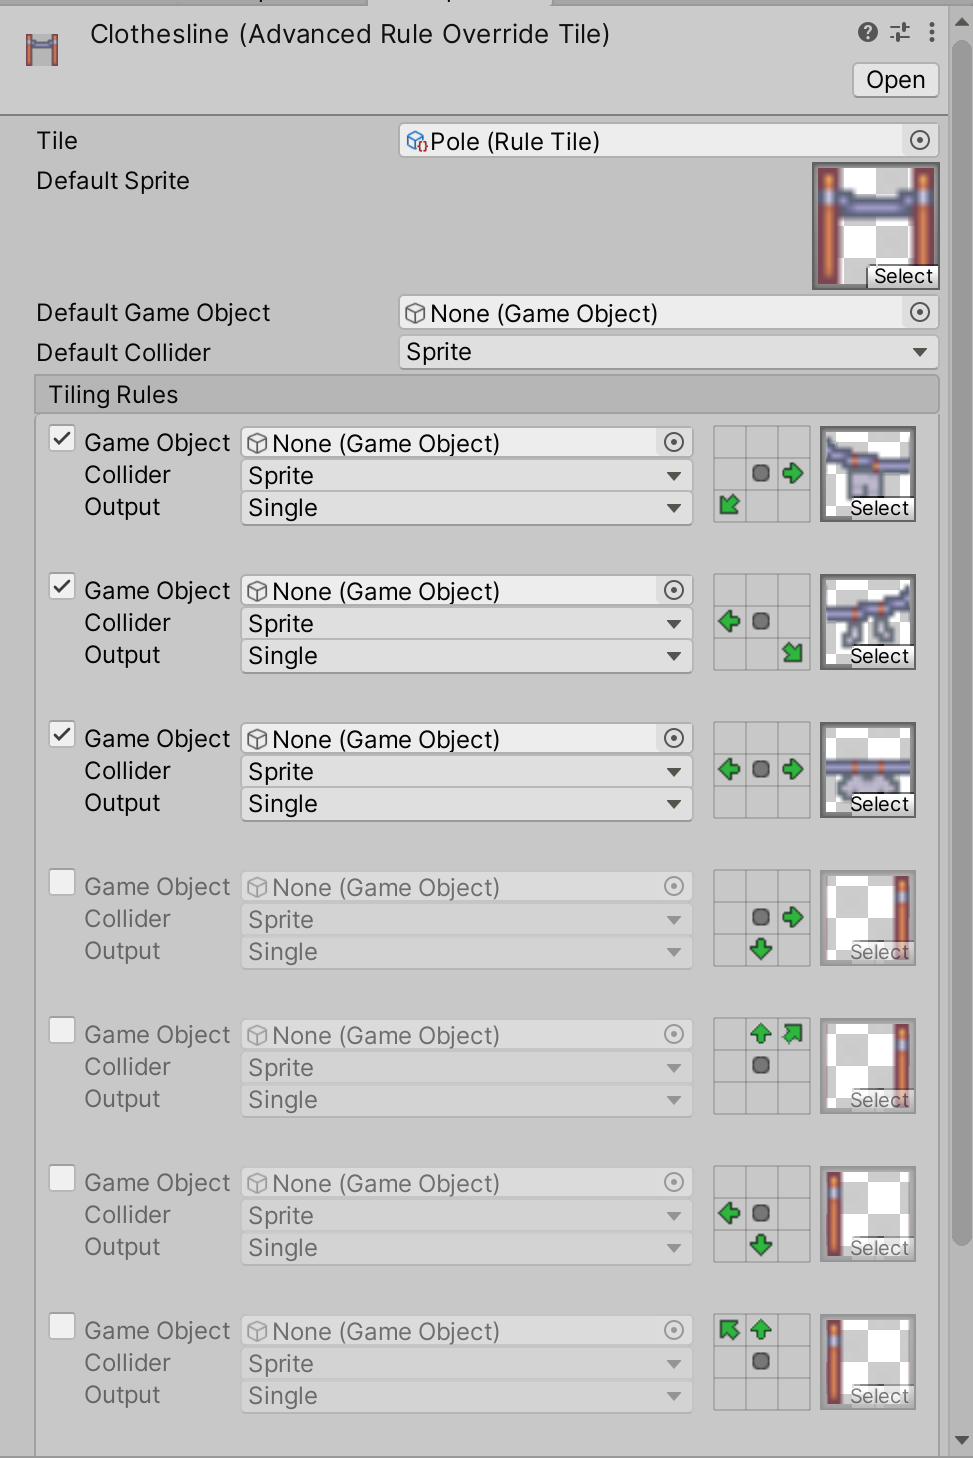 Clothesline (Advanced Rule Override Tile)
Open
Tile
Pole (Rule Tile)
Default Sprite
Select
Default Game Object
None (Game Object)
Default Collider
Sprite
Tiling Rules
Game Object
None (Game Object)
Collider
Sprite
Output
Single
Select
Game Object
None (Game Object)
Collider
Sprite
Output
Single
Select
Game Object
None (Game Object)
Collider
Sprite
Output
Single
Select
Game Object
None (Game Object)
Collider
Sprite
Output
Single
Select
Game Object
None (Game Object)
Collider
Sprite
Output
Single
Select
Game Object
None (Game Object)
Collider
Sprite
Output
Single
Select
Game Object
None (Game Object)
Collider
Sprite
Output
Single
Select